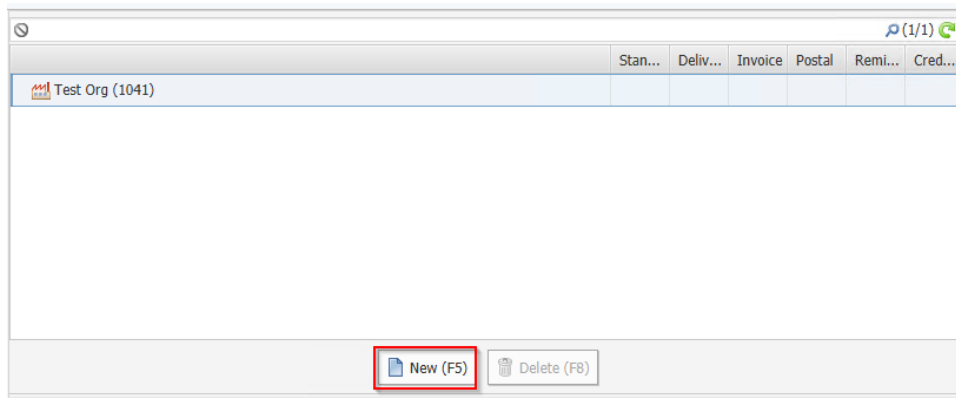 (1/1)
Stan... Deliv... Invoice Postal Remi... Cred...
Test Org (1041)
New (F5) Delete (F8)